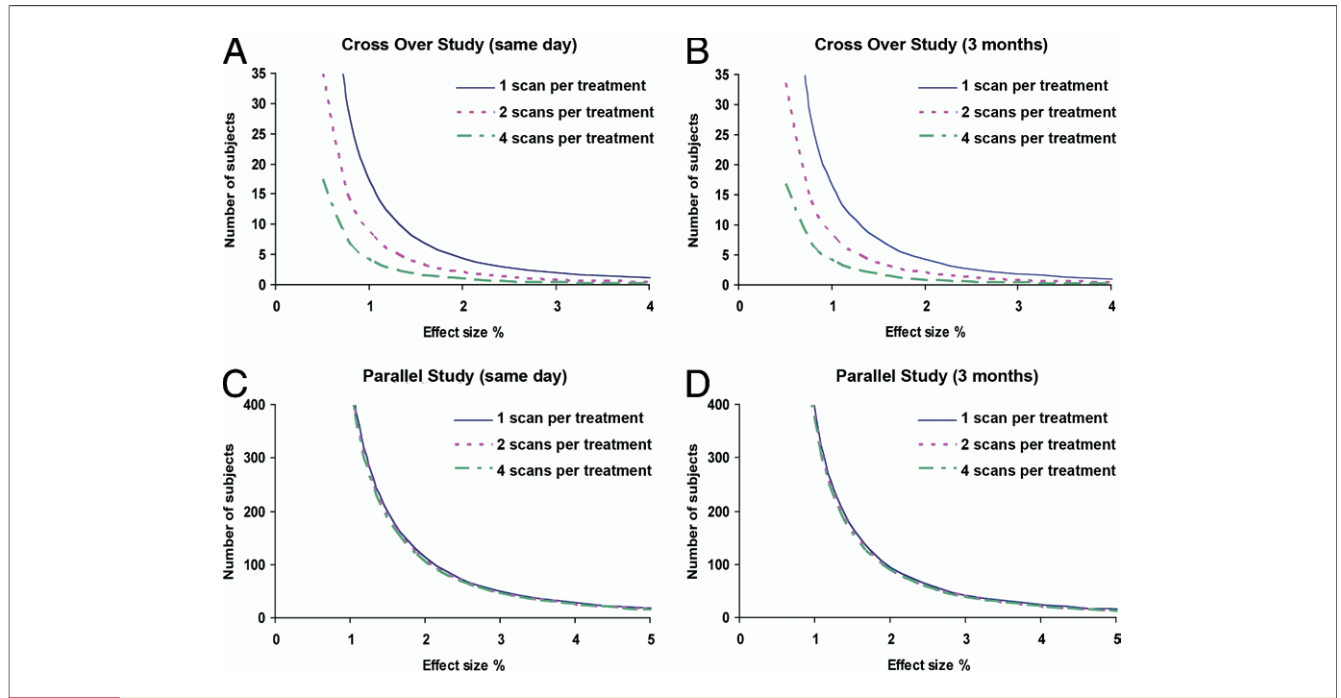 A
Cross Over Study (same day)
35
30
25
20
15
10
5
0
Number of subjects
1 scan per treatment
2 scans per treatment
4 scans per treatment
0 1 2 3 4
Effect size %
B
Cross Over Study (3 months)
35
30
25
20
15
10
5
0
Number of subjects
1 scan per treatment
2 scans per treatment
4 scans per treatment
0 1 2 3 4
Effect size %
C
Parallel Study (same day)
400
300
200
100
0
Number of subjects
1 scan per treatment
2 scans per treatment
4 scans per treatment
0 1 2 3 4 5
Effect size %
D
Parallel Study (3 months)
400
300
200
100
0
Number of subjects
1 scan per treatment
2 scans per treatment
4 scans per treatment
0 1 2 3 4 5
Effect size %